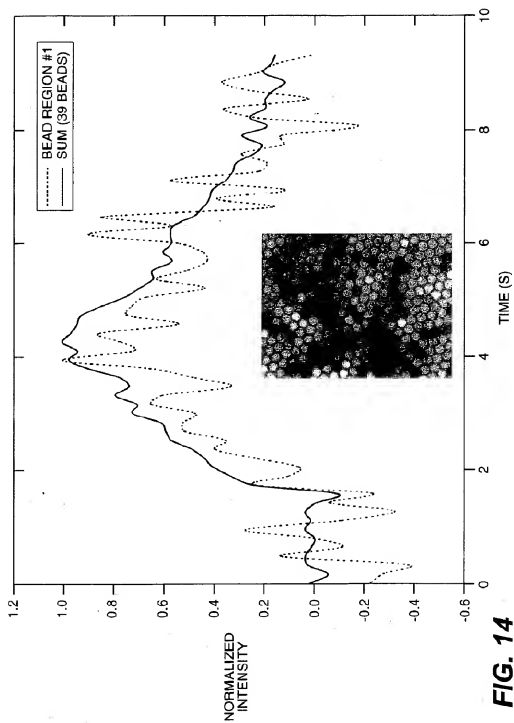 BEAD REGION #1
SUM (39 BEADS)
NORMALIZED
INTENSITY
1.2
1.0
0.8
0.6
0.4
0.2
0.0
-0.2
-0.4
-0.6
0
2
4
6
8
10
TIME (S)
FIG. 14